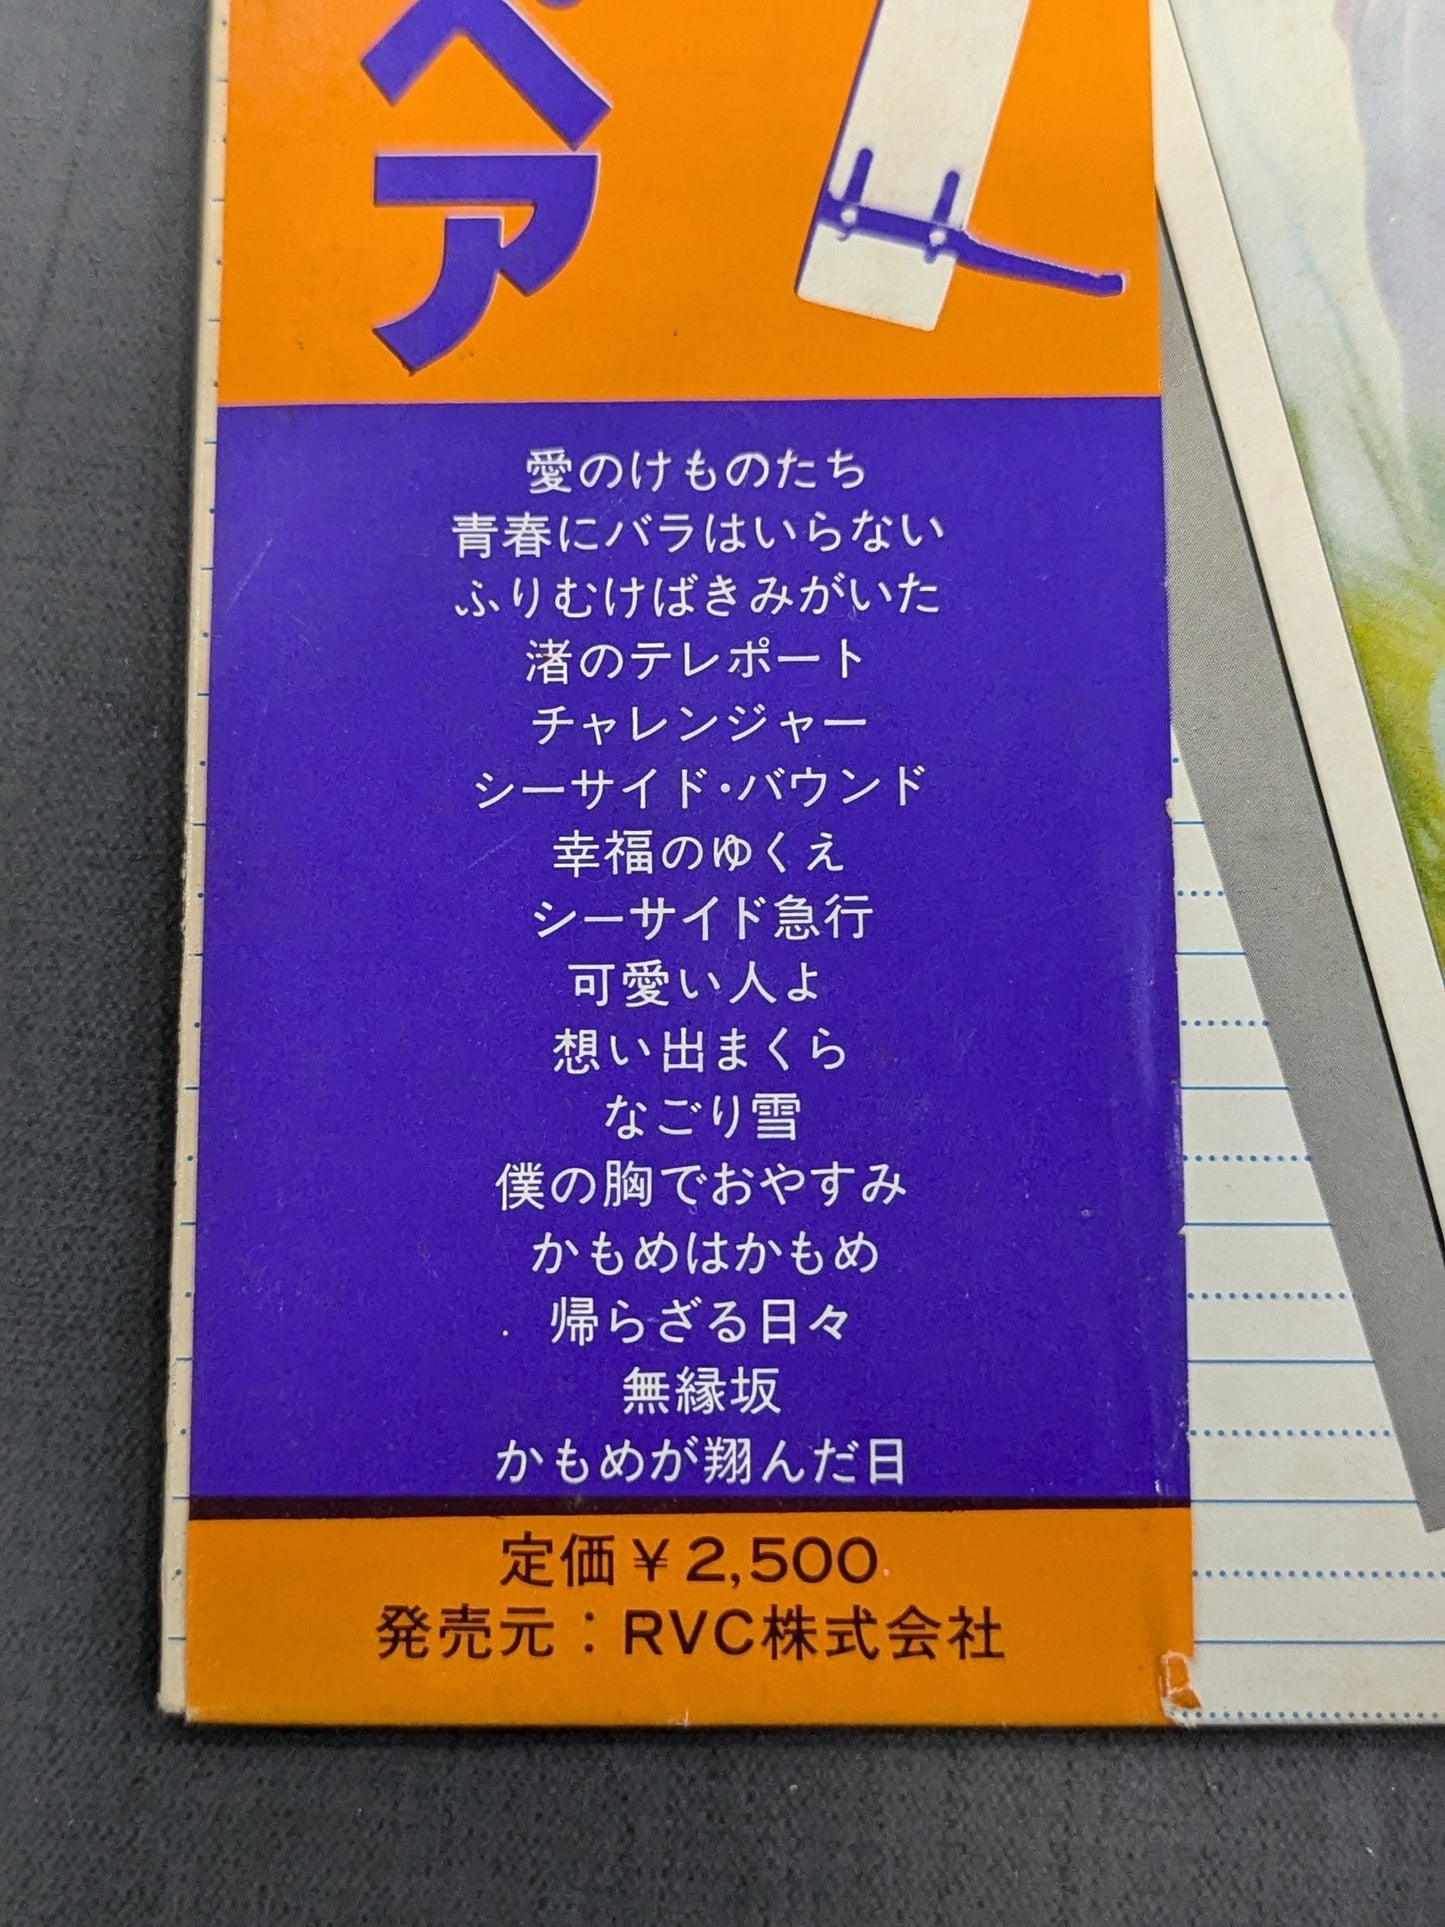 ペア
愛のけものたち
青春にバラはいらない
ふりむけばきみがいた
渚のテレポート
チャレンジャー
シーサイド・バウンド
幸福のゆくえ
シーサイド急行
可愛い人よ
想い出まくら
なごり雪
僕の胸でおやすみ
かもめはかもめ
帰らざる日々
無縁坂
かもめが翔んだ日
定価¥2,500
発売元：RVC株式会社